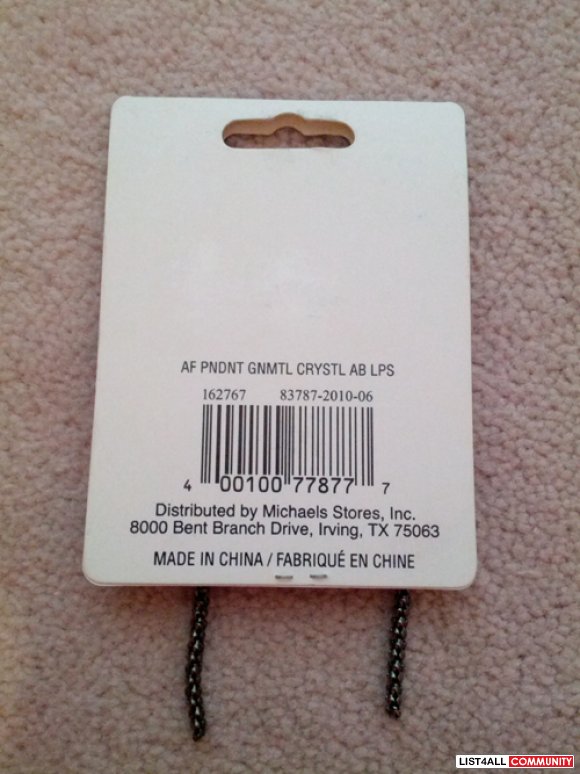 AF PNDNT GNMTL CRYSTL AB LPS
162767 83787-2010-06
4 00100 77877 7
Distributed by Michaels Stores, Inc.
8000 Bent Branch Drive, Irving, TX 75063
MADE IN CHINA / FABRIQUÉ EN CHINE
LIST4ALL COMMUNITY